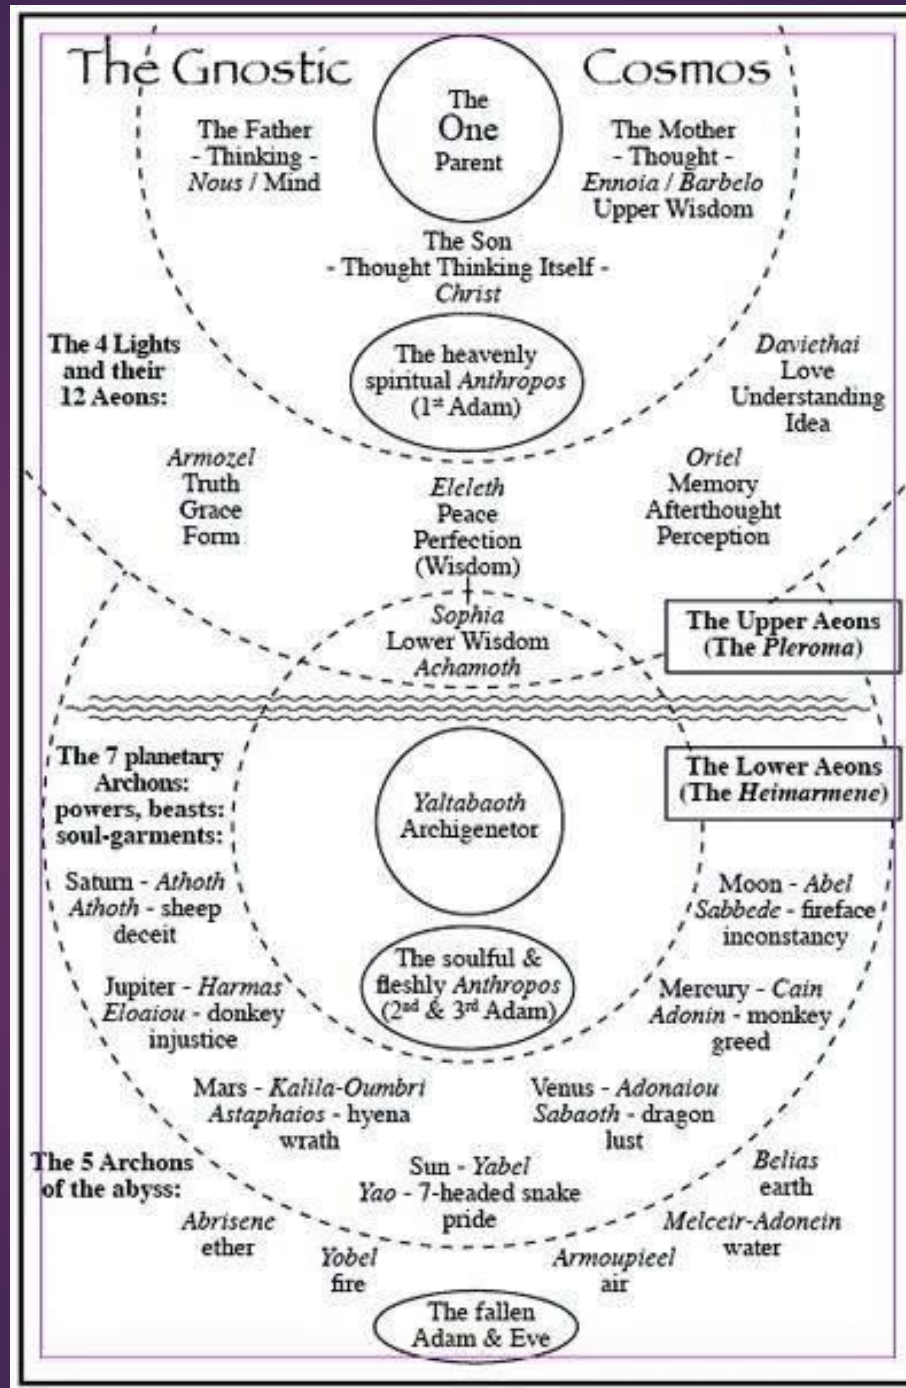 The Gnostic Cosmos
The
One
Parent
The Father
- Thinking -
Nous / Mind
The Mother
- Thought -
Ennoia / Barbelo
Upper Wisdom
The Son
- Thought Thinking Itself -
Christ
The heavenly
spiritual Anthropos
(1st Adam)
The 4 Lights
and their
12 Aeons:
Daviethai
Love
Understanding
Idea
Armozel
Truth
Grace
Form
Eleleth
Peace
Perfection
(Wisdom)
Oriel
Memory
Afterthought
Perception
Sophia
Lower Wisdom
Achamoth
The Upper Aeons
(The Pleroma)
The 7 planetary
Archons:
powers, beasts:
soul-garments:
Yaltabaoth
Archigenetor
The Lower Aeons
(The Heimarmene)
Saturn - Athoth
Athoth - sheep
deceit
Moon - Abel
Sabbede - fireface
inconstancy
The soulful &
fleshly Anthropos
(2nd & 3rd Adam)
Jupiter - Harmas
Eloaiou - donkey
injustice
Mercury - Cain
Adonin - monkey
greed
Mars - Kalila-Oumbri
Astaphaios - hyena
wrath
Venus - Adonaiou
Sabaoth - dragon
lust
Sun - Yabel
Yao - 7-headed snake
pride
The 5 Archons
of the abyss:
Abrisene
ether
Yobel
fire
Armoupieel
air
Melceir-Adonein
water
Belias
earth
The fallen
Adam & Eve